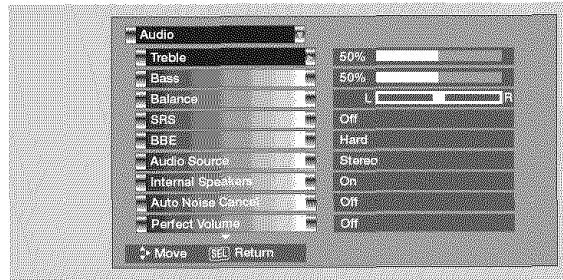 Audio
Treble 50%
Bass 50%
Balance L R
SRS Off
BBE Hard
Audio Source Stereo
Internal Speakers On
Auto Noise Cancel Off
Perfect Volume Off
Move SEL Return